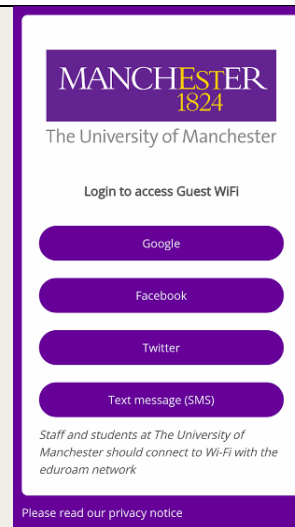 MANCHESTER
1824
The University of Manchester
Login to access Guest WiFi
Google
Facebook
Twitter
Text message (SMS)
Staff and students at The University of
Manchester should connect to Wi-Fi with the
eduroam network
Please read our privacy notice